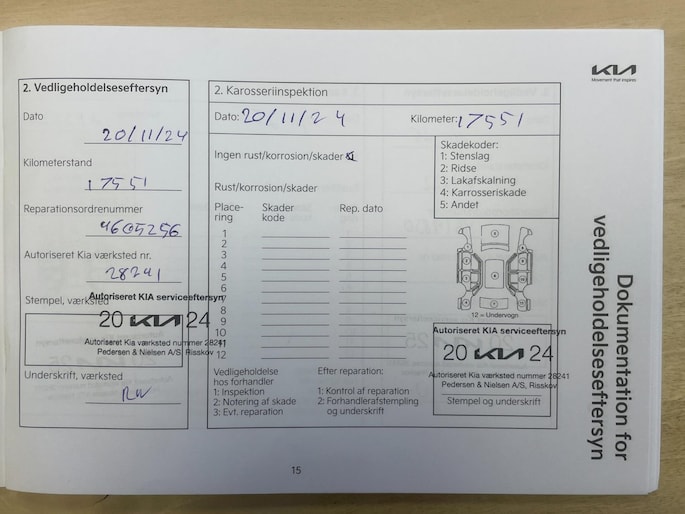 KIA
Movement that inspires
Dokumentation for
vedligeholdelseseftersyn
2. Vedligeholdelseseftersyn
Dato
20/11/24
Kilometerstand
17551
Reparationsordrenummer
4605256
Autoriseret Kia værksted nr.
28241
Stempel, værksted
Autoriseret KIA serviceeftersyn
20 KIA 24
Autoriseret Kia værksted nummer 28241
Pedersen & Nielsen A/S, Risskov
Underskrift, værksted
2. Karosseriinspektion
Dato: 20/11/24
Kilometer: 17551
Ingen rust/korrosion/skader
Rust/korrosion/skader
Place-
ring
Skader
kode
Rep. dato
1
2
3
4
5
6
7
8
9
10
11
12
Skadekoder:
1: Stenslag
2: Ridse
3: Lakafskalning
4: Karrosseriskade
5: Andet
12 = Undervogn
Vedligeholdelse
hos forhandler
1: Inspektion
2: Notering af skade
3: Evt. reparation
Efter reparation:
1: Kontrol af reparation
2: Forhandlerafstempling
og underskrift
Autoriseret KIA serviceeftersyn
20 KIA 24
Autoriseret Kia værksted nummer 28241
Pedersen & Nielsen A/S, Risskov
Stempel og underskrift
15